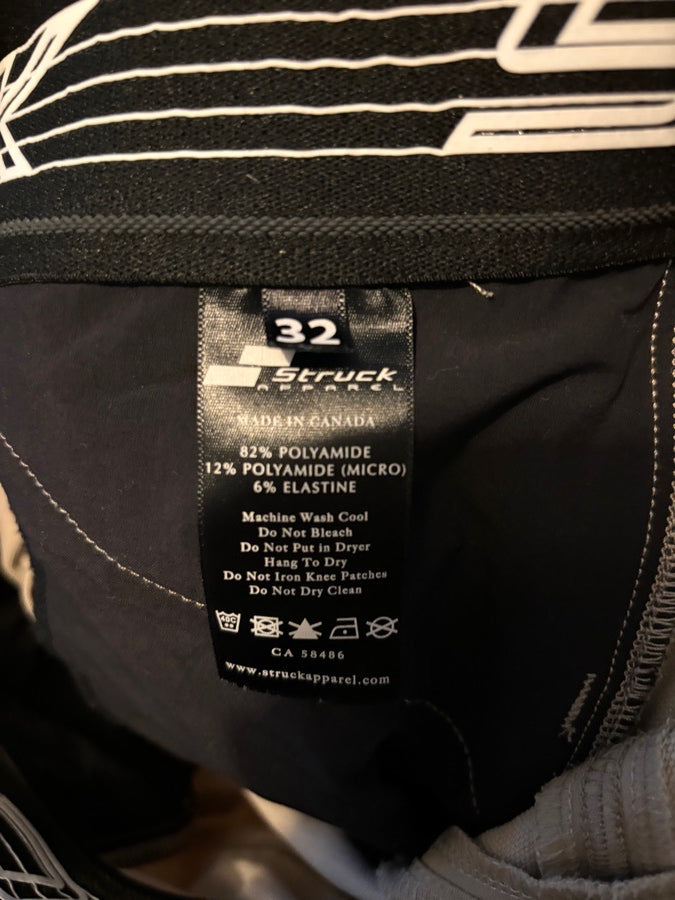 32
Struck
APPAREL
MADE IN CANADA
82% POLYAMIDE
12% POLYAMIDE (MICRO)
6% ELASTINE
Machine Wash Cool
Do Not Bleach
Do Not Put in Dryer
Hang To Dry
Do Not Iron Knee Patches
Do Not Dry Clean
40C
CA 58486
www.struckapparel.com